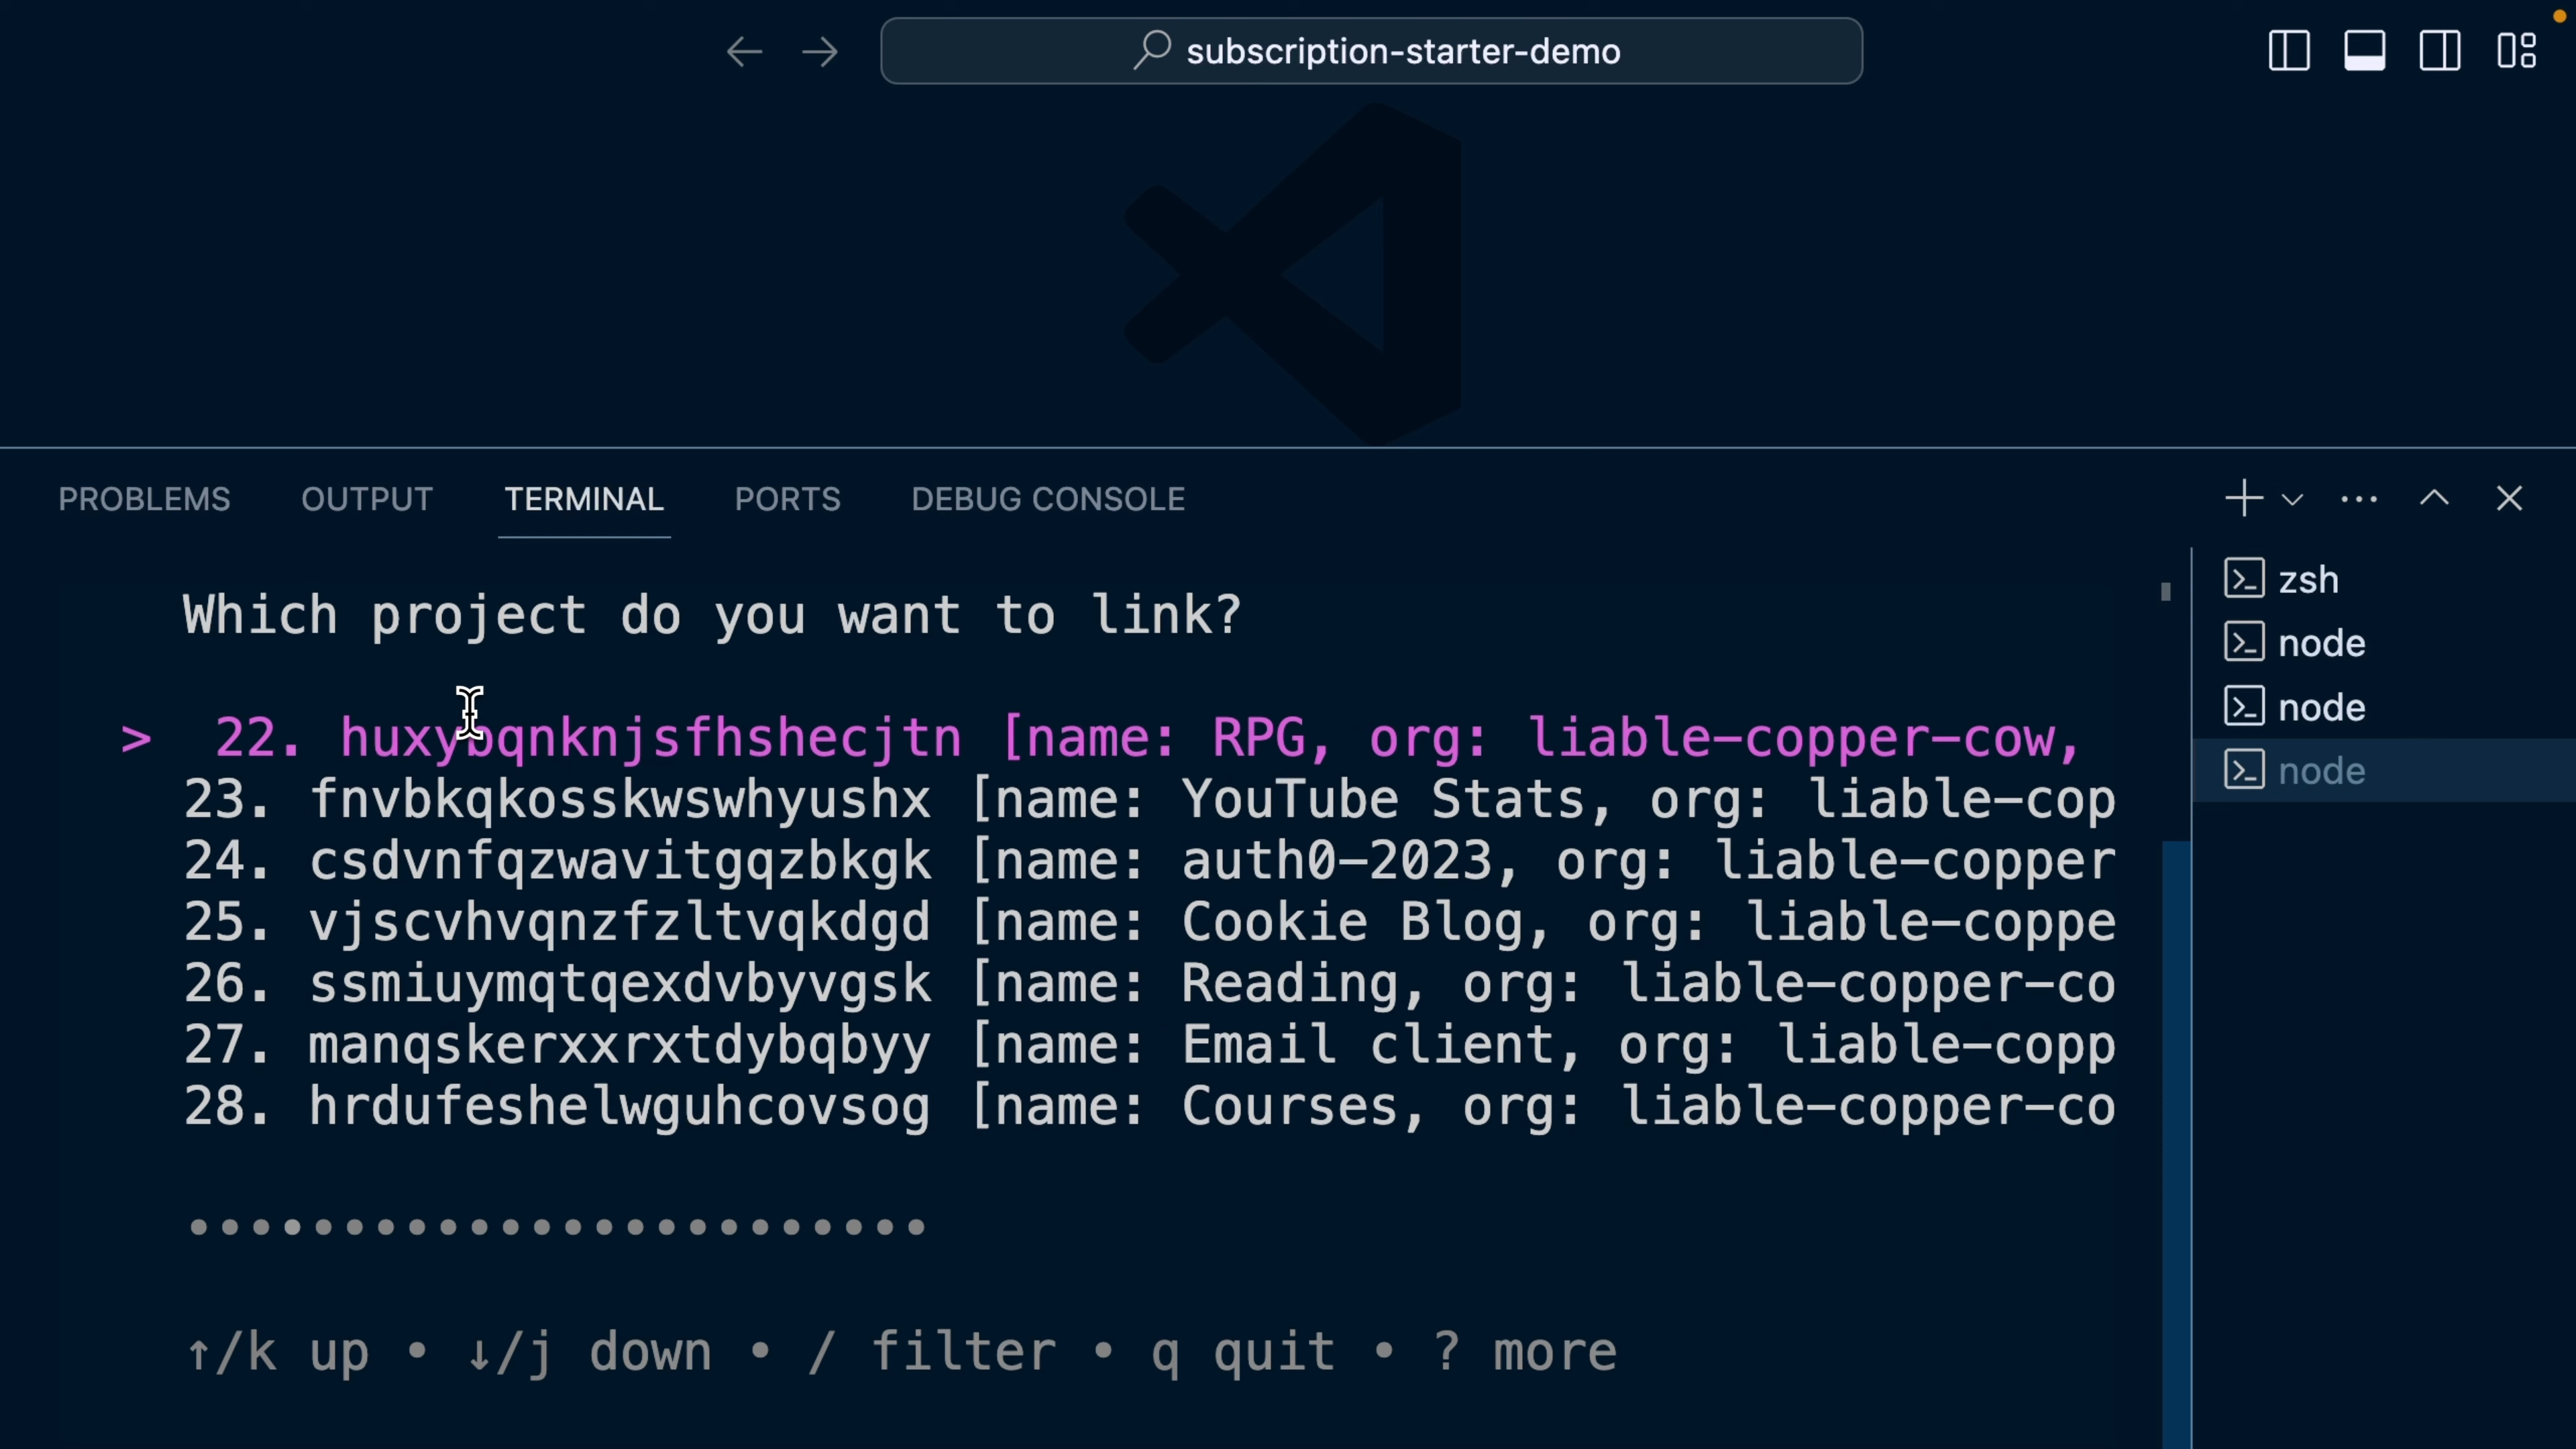 subscription-starter-demo
PROBLEMS OUTPUT TERMINAL PORTS DEBUG CONSOLE
Which project do you want to link?
> 22. huxybqnknjsfhshecjtn [name: RPG, org: liable-copper-cow,
23. fnvbkqkosskwswhyushx [name: YouTube Stats, org: liable-cop
24. csdvnfqzwavitgqzbkgk [name: auth0-2023, org: liable-copper
25. vjscvhvqnzfzltvqkdgd [name: Cookie Blog, org: liable-coppe
26. ssmiuymqtqexdvbyvgsk [name: Reading, org: liable-copper-co
27. manqskerxxrxtdybqbyy [name: Email client, org: liable-copp
28. hrdufeshelwguhcovsog [name: Courses, org: liable-copper-co
↑/k up • ↓/j down • / filter • q quit • ? more
zsh
node
node
node